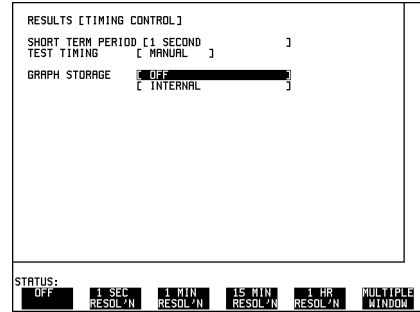 RESULTS [TIMING CONTROL]
SHORT TERM PERIOD [1 SECOND ]
TEST TIMING [ MANUAL ]
GRAPH STORAGE [ OFF ]
[ INTERNAL ]
STATUS:
OFF 1 SEC 1 MIN 15 MIN 1 HR MULTIPLE
RESOL'N RESOL'N RESOL'N RESOL'N WINDOW